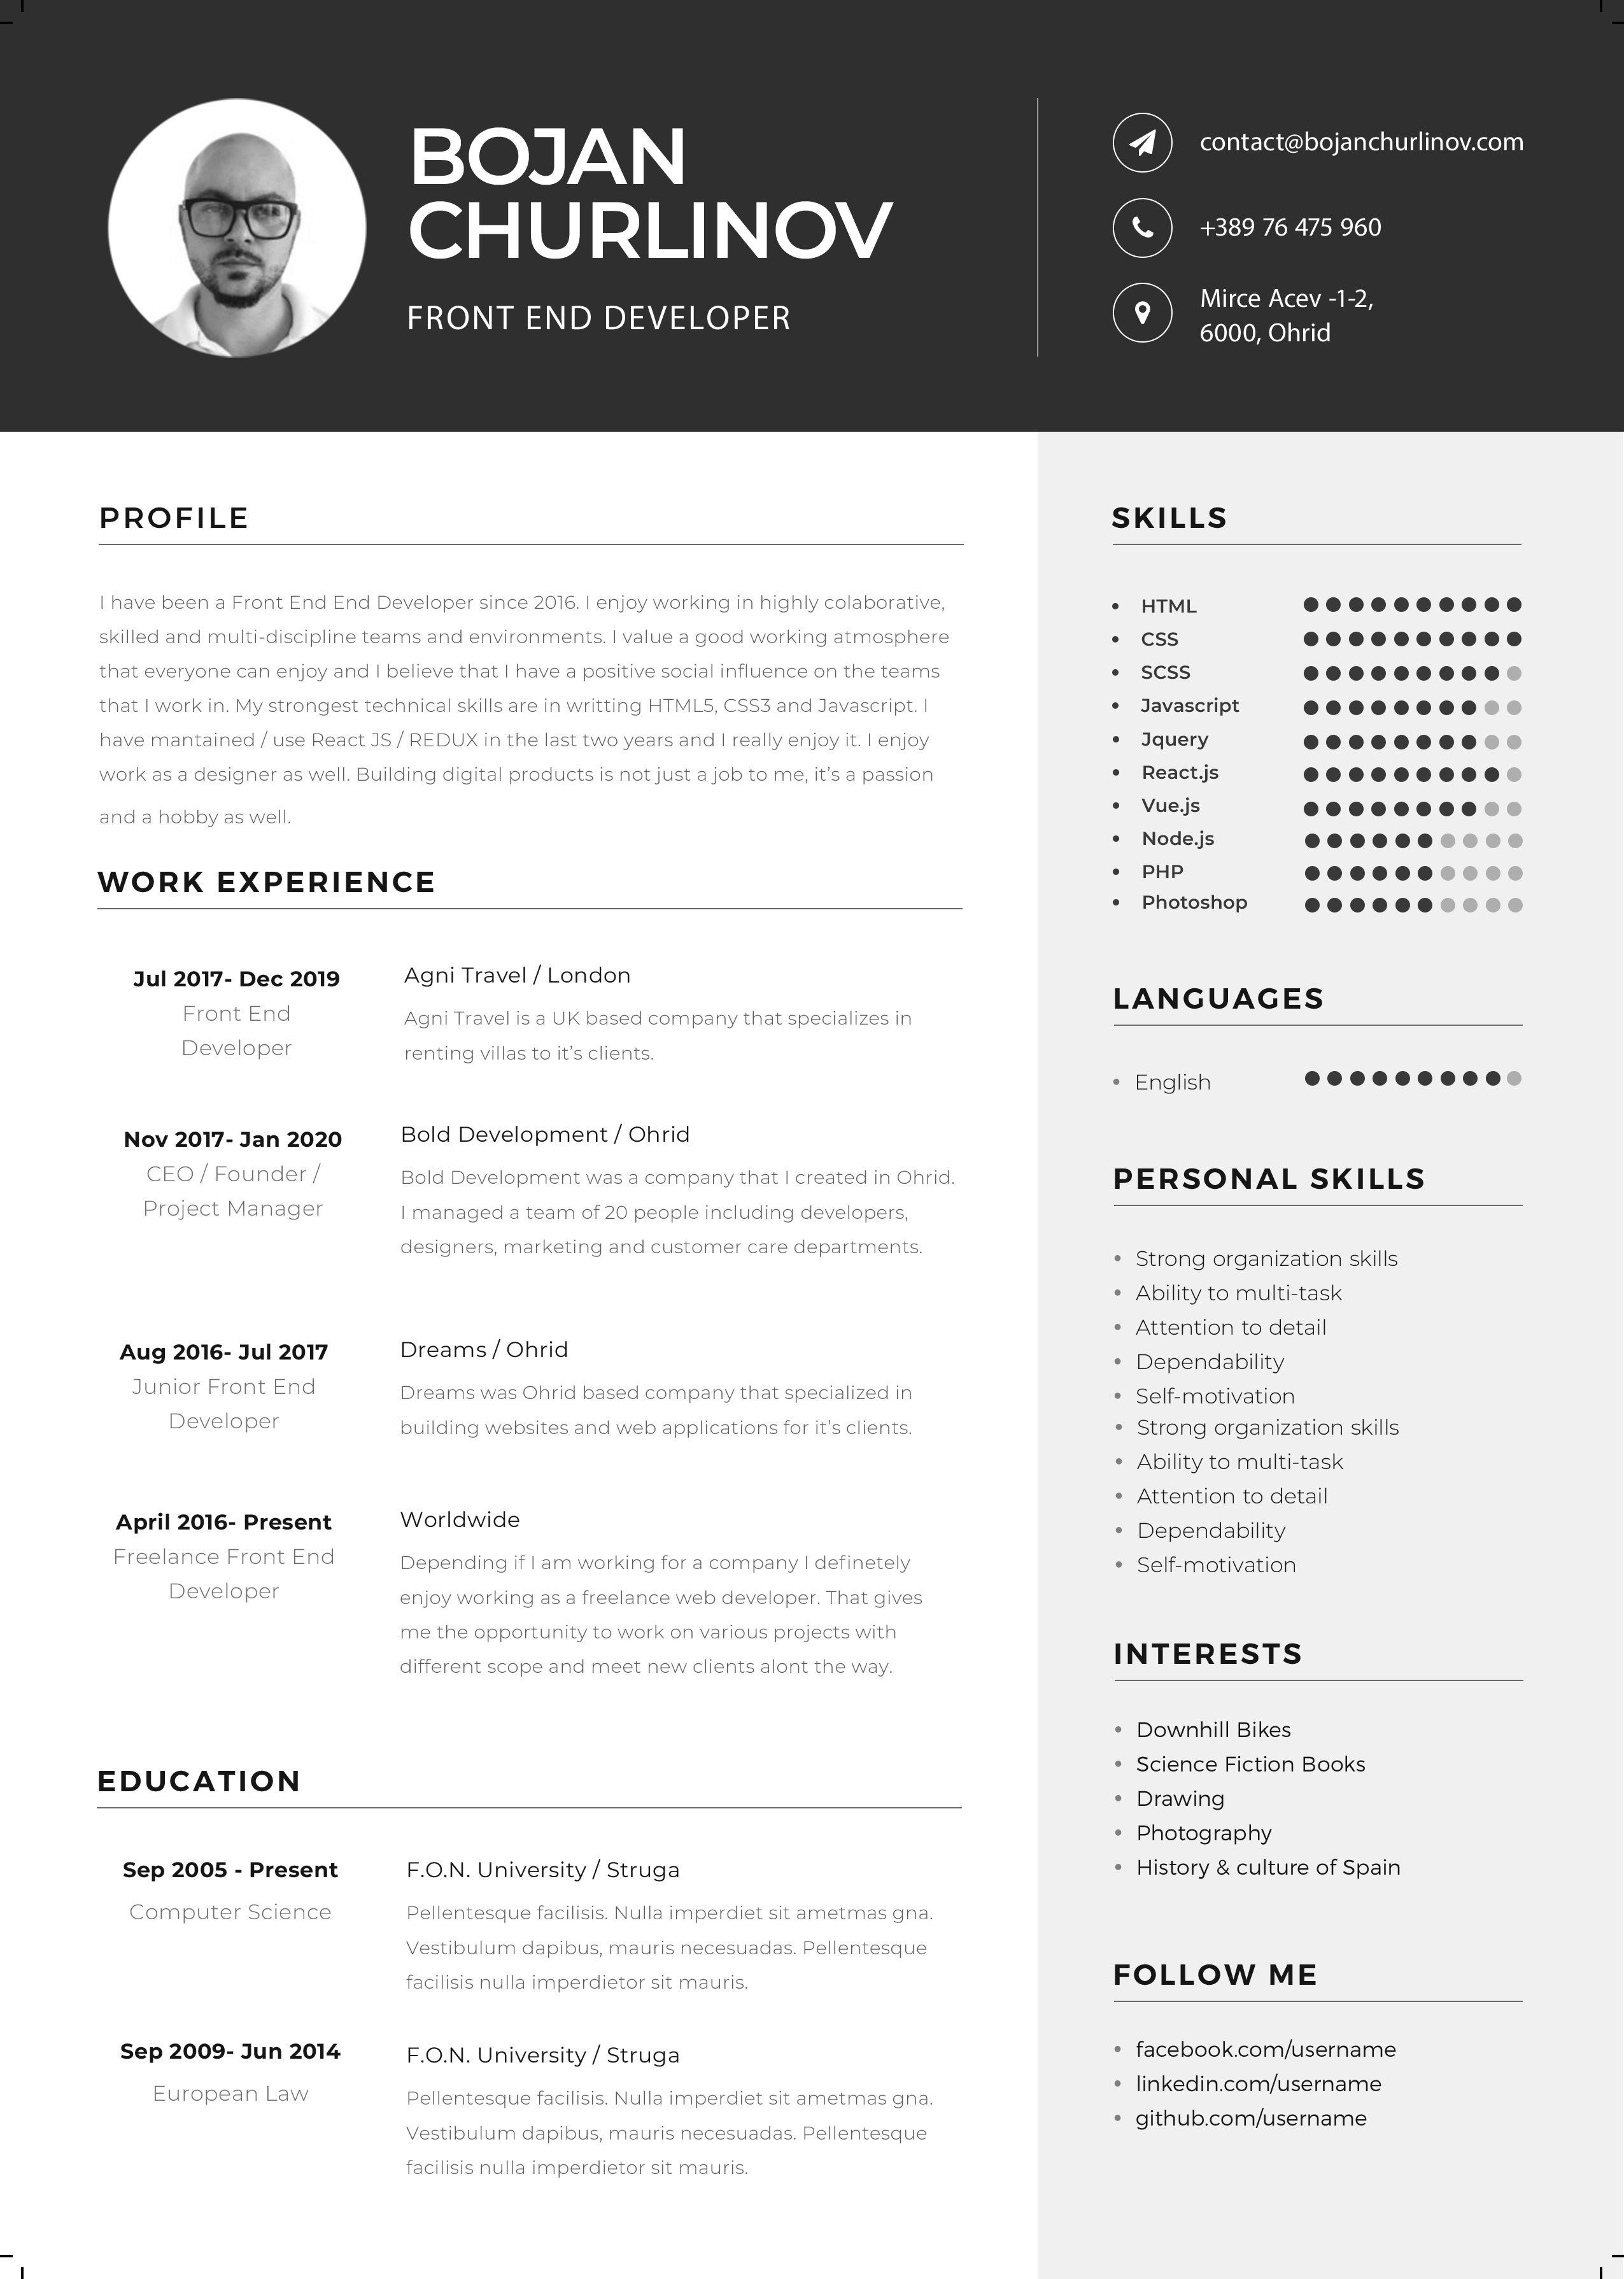 BOJAN
CHURLINOV
FRONT END DEVELOPER
contact@bojanchurlinov.com
+389 76 475 960
Mirce Acev -1-2,
6000, Ohrid
PROFILE
I have been a Front End End Developer since 2016. I enjoy working in highly colaborative,
skilled and multi-discipline teams and environments. I value a good working atmosphere
that everyone can enjoy and I believe that I have a positive social influence on the teams
that I work in. My strongest technical skills are in writting HTML5, CSS3 and Javascript. I
have mantained / use React JS / REDUX in the last two years and I really enjoy it. I enjoy
work as a designer as well. Building digital products is not just a job to me, it’s a passion
and a hobby as well.
WORK EXPERIENCE
Jul 2017- Dec 2019
Front End
Developer
Agni Travel / London
Agni Travel is a UK based company that specializes in
renting villas to it’s clients.
Nov 2017- Jan 2020
CEO / Founder /
Project Manager
Bold Development / Ohrid
Bold Development was a company that I created in Ohrid.
I managed a team of 20 people including developers,
designers, marketing and customer care departments.
Aug 2016- Jul 2017
Junior Front End
Developer
Dreams / Ohrid
Dreams was Ohrid based company that specialized in
building websites and web applications for it’s clients.
April 2016- Present
Freelance Front End
Developer
Worldwide
Depending if I am working for a company I definetely
enjoy working as a freelance web developer. That gives
me the opportunity to work on various projects with
different scope and meet new clients alont the way.
EDUCATION
Sep 2005 - Present
Computer Science
F.O.N. University / Struga
Pellentesque facilisis. Nulla imperdiet sit ametmas gna.
Vestibulum dapibus, mauris necesuadas. Pellentesque
facilisis nulla imperdietor sit mauris.
Sep 2009- Jun 2014
European Law
F.O.N. University / Struga
Pellentesque facilisis. Nulla imperdiet sit ametmas gna.
Vestibulum dapibus, mauris necesuadas. Pellentesque
facilisis nulla imperdietor sit mauris.
SKILLS
• HTML
• CSS
• SCSS
• Javascript
• Jquery
• React.js
• Vue.js
• Node.js
• PHP
• Photoshop
LANGUAGES
• English
PERSONAL SKILLS
• Strong organization skills
• Ability to multi-task
• Attention to detail
• Dependability
• Self-motivation
• Strong organization skills
• Ability to multi-task
• Attention to detail
• Dependability
• Self-motivation
INTERESTS
• Downhill Bikes
• Science Fiction Books
• Drawing
• Photography
• History & culture of Spain
FOLLOW ME
• facebook.com/username
• linkedin.com/username
• github.com/username